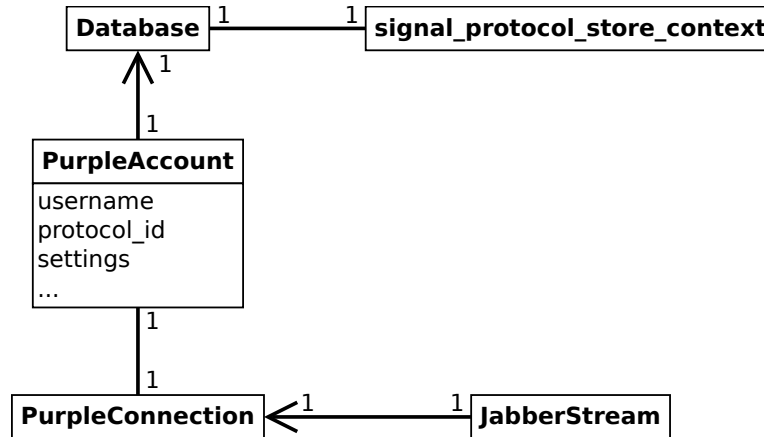 Database 1 1 signal_protocol_store_context
1
1
PurpleAccount
username
protocol_id
settings
...
1
1
PurpleConnection 1 1 JabberStream